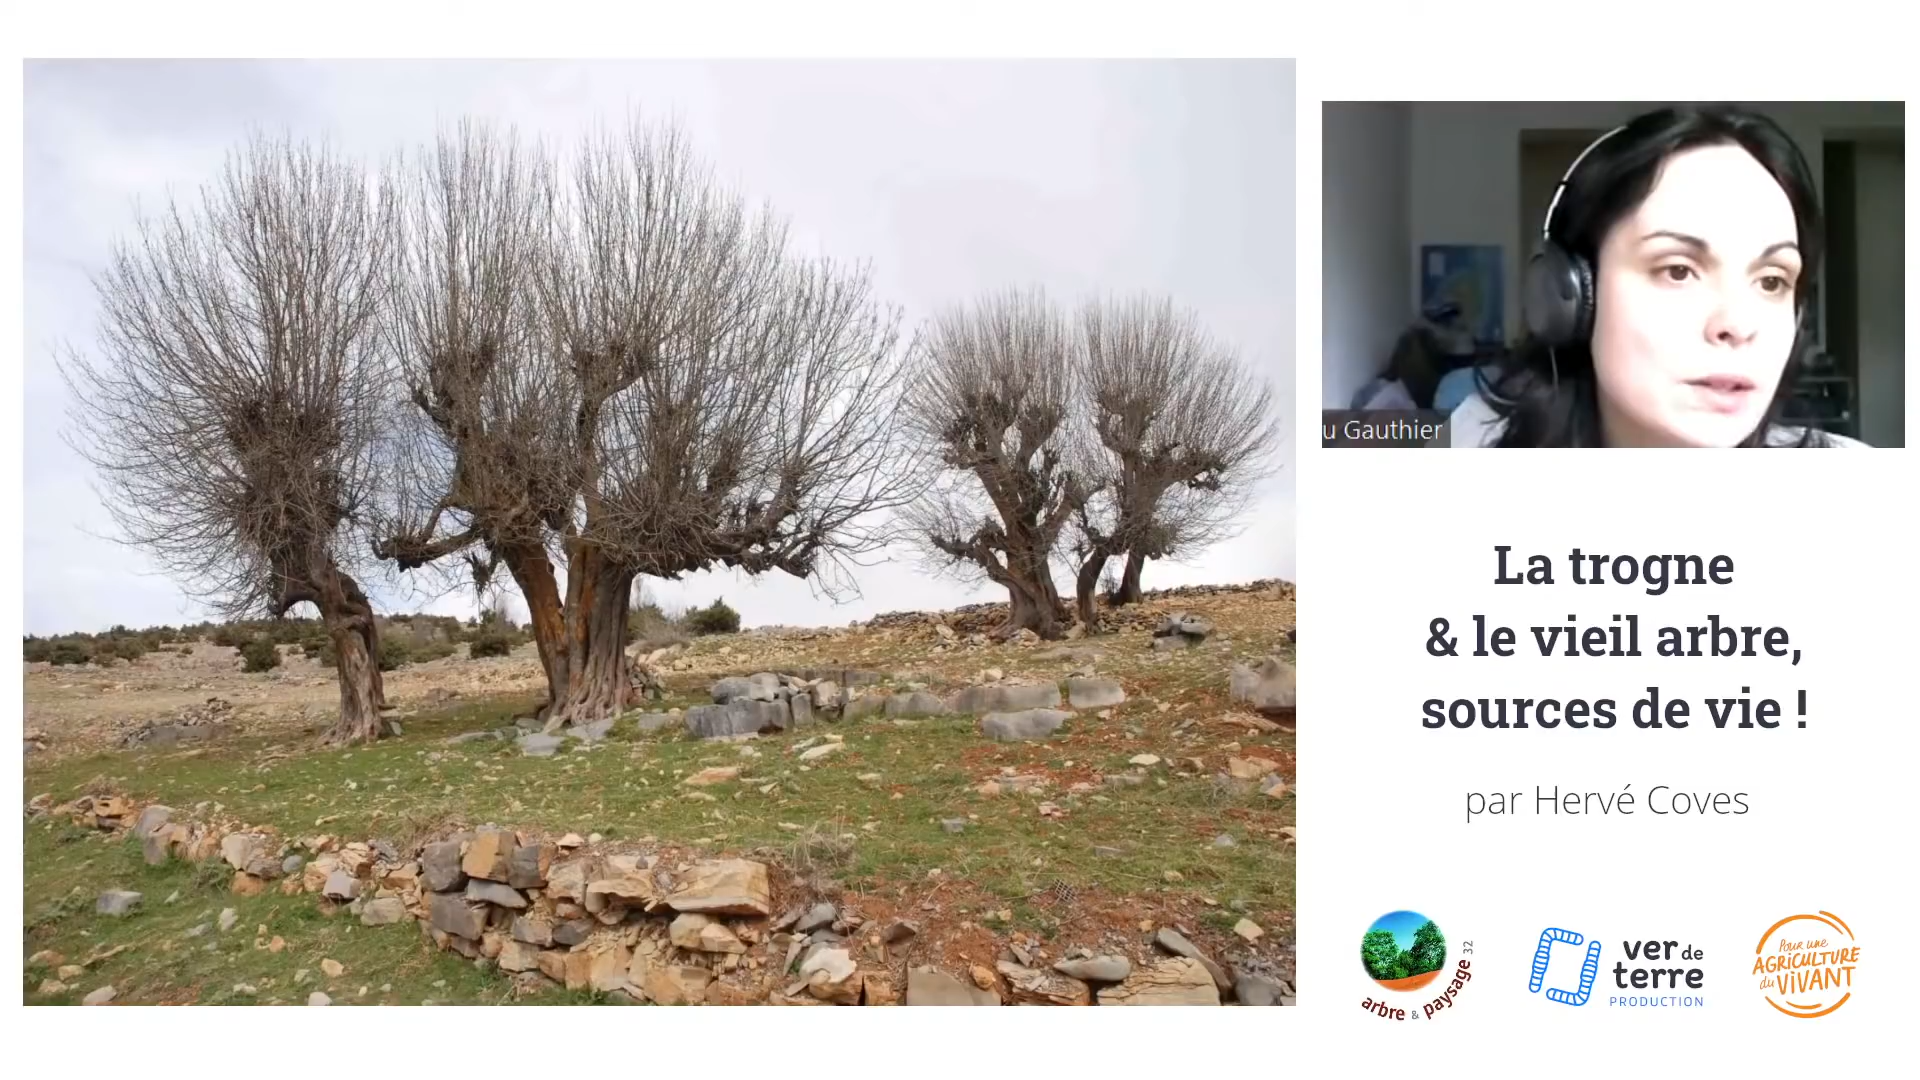 u Gauthier
La trogne
& le vieil arbre,
sources de vie !
par Hervé Coves
arbre & paysage 32
ver de
terre
PRODUCTION
Pour une
AGRICULTURE
du VIVANT